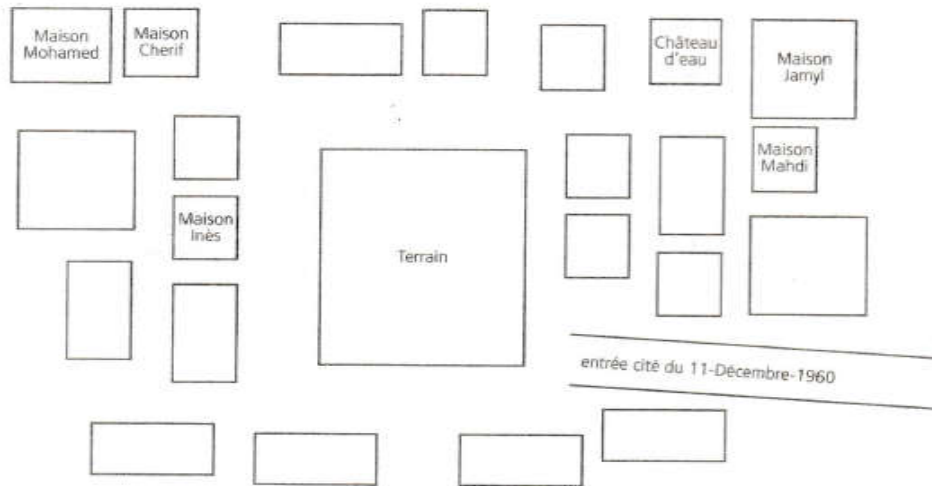 Maison
Mohamed
Maison
Cherif
Château
d'eau
Maison
Jamyl
Maison
Mahdi
Maison
Inès
Terrain
entrée cité du 11-Décembre-1960